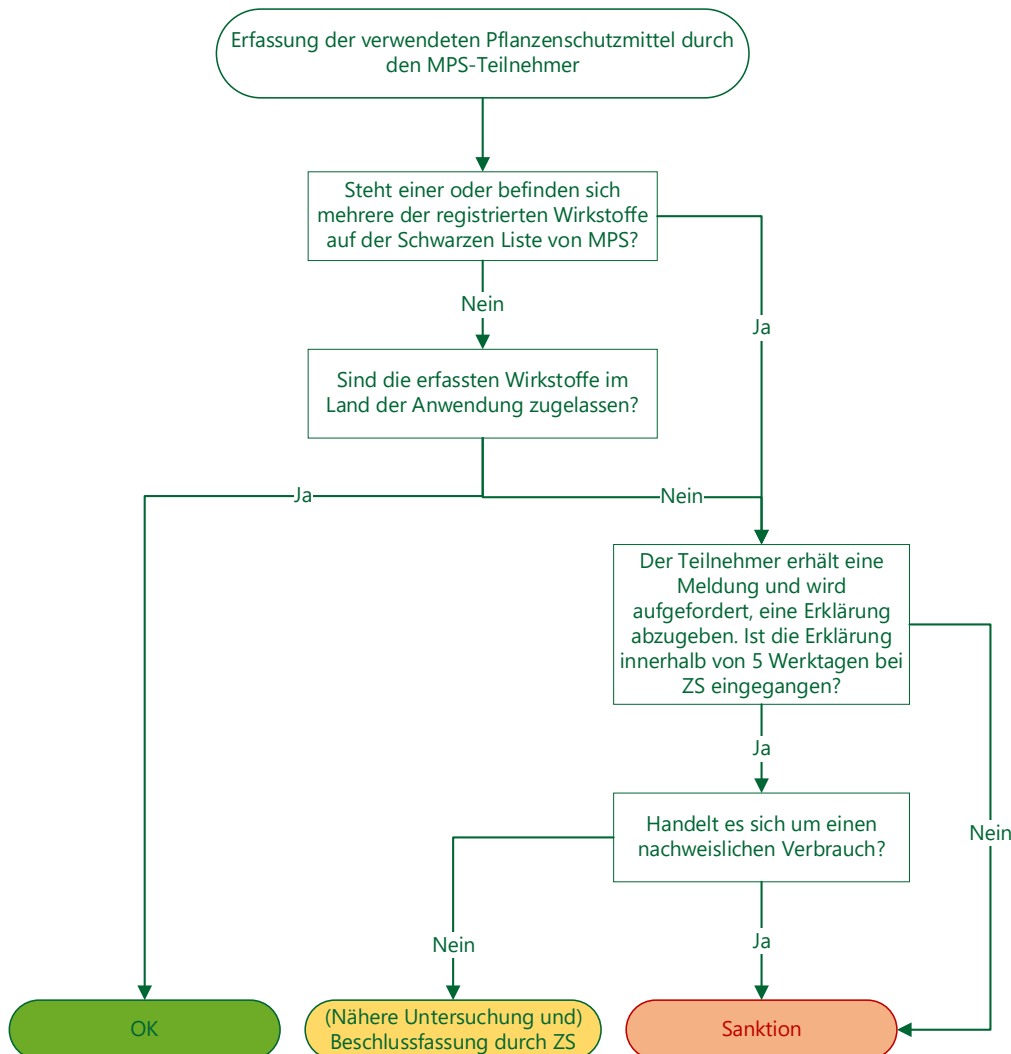 Erfassung der verwendeten Pflanzenschutzmittel durch
den MPS-Teilnehmer
Steht einer oder befinden sich
mehrere der registrierten Wirkstoffe
auf der Schwarzen Liste von MPS?
Nein
Ja
Sind die erfassten Wirkstoffe im
Land der Anwendung zugelassen?
Ja
Nein
Der Teilnehmer erhält eine
Meldung und wird
aufgefordert, eine Erklärung
abzugeben. Ist die Erklärung
innerhalb von 5 Werktagen bei
ZS eingegangen?
Ja
Nein
Handelt es sich um einen
nachweislichen Verbrauch?
Nein
Ja
OK
(Nähere Untersuchung und)
Beschlussfassung durch ZS
Sanktion